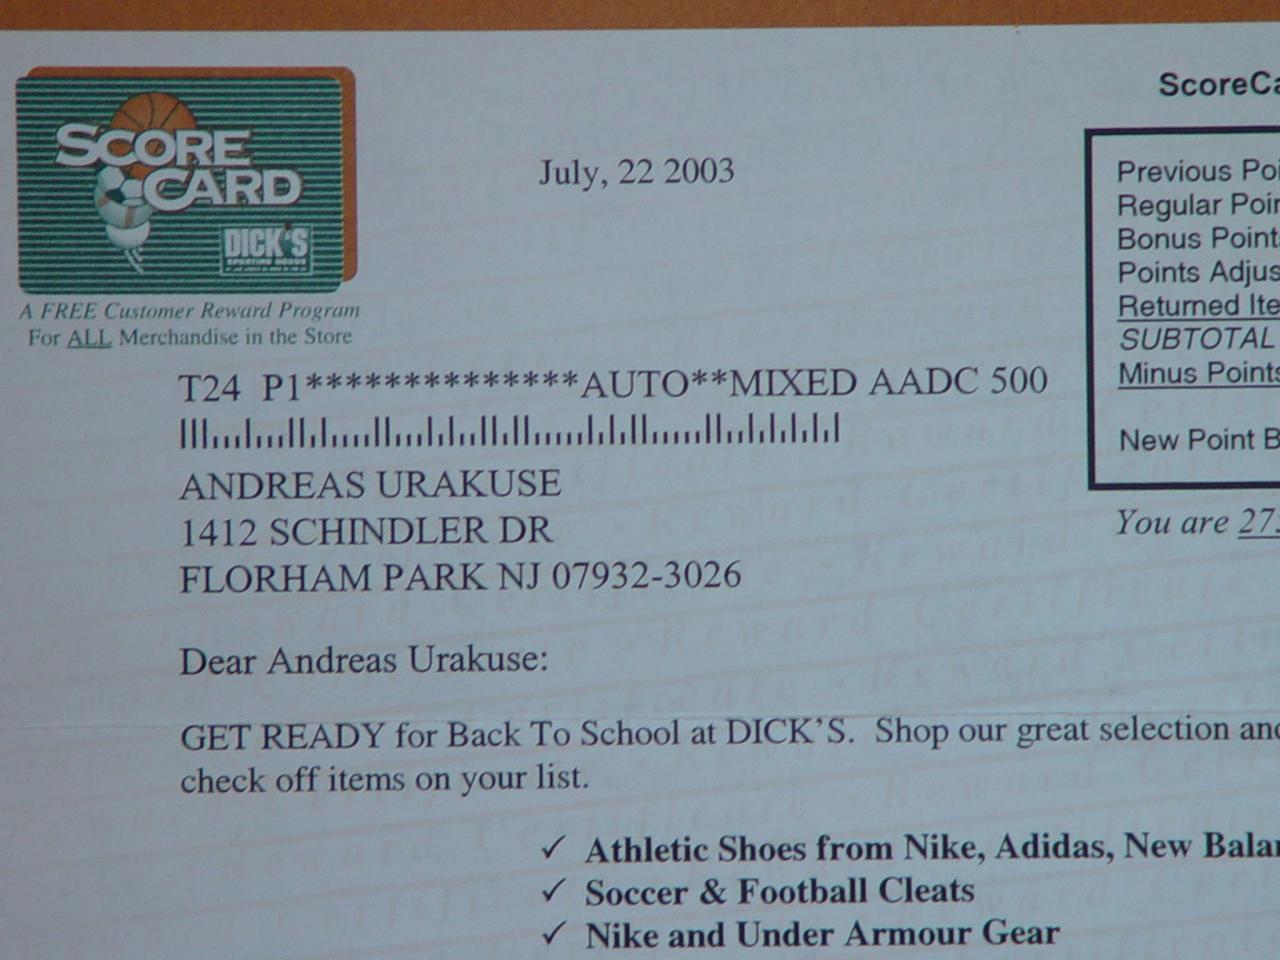 SCORE
CARD
DICK'S
SPORTING GOODS
A FREE Customer Reward Program
For ALL Merchandise in the Store
July, 22 2003
T24 P1**************AUTO**MIXED AADC 500
ANDREAS URAKUSE
1412 SCHINDLER DR
FLORHAM PARK NJ 07932-3026
ScoreCa
Previous Poi
Regular Poin
Bonus Point
Points Adjus
Returned Ite
SUBTOTAL
Minus Points
New Point B
You are 27
Dear Andreas Urakuse:
GET READY for Back To School at DICK'S. Shop our great selection and
check off items on your list.
✓ Athletic Shoes from Nike, Adidas, New Balan
✓ Soccer & Football Cleats
✓ Nike and Under Armour Gear